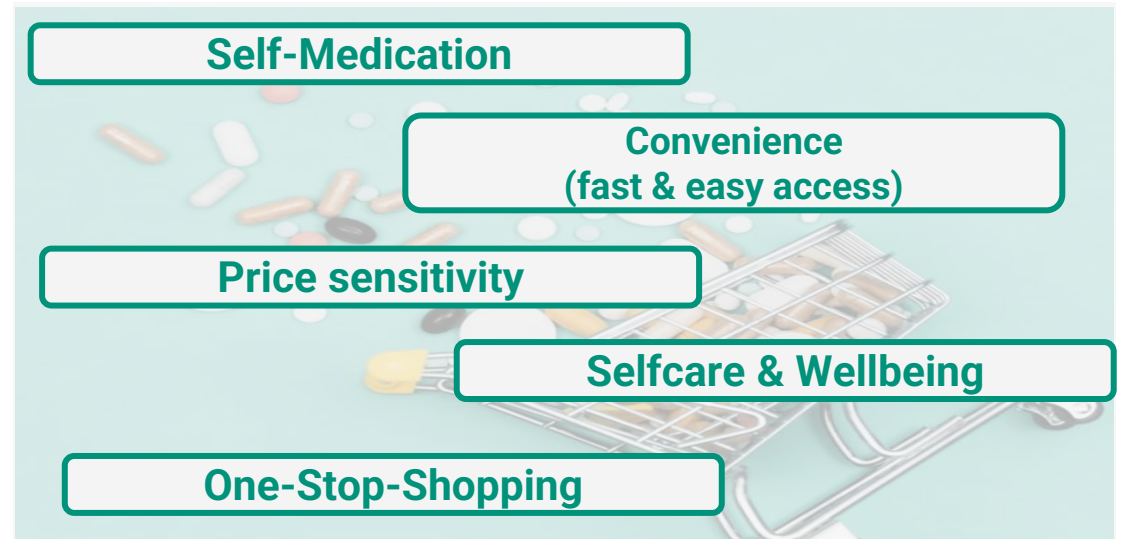 Self-Medication
Convenience
(fast & easy access)
Price sensitivity
Selfcare & Wellbeing
One-Stop-Shopping